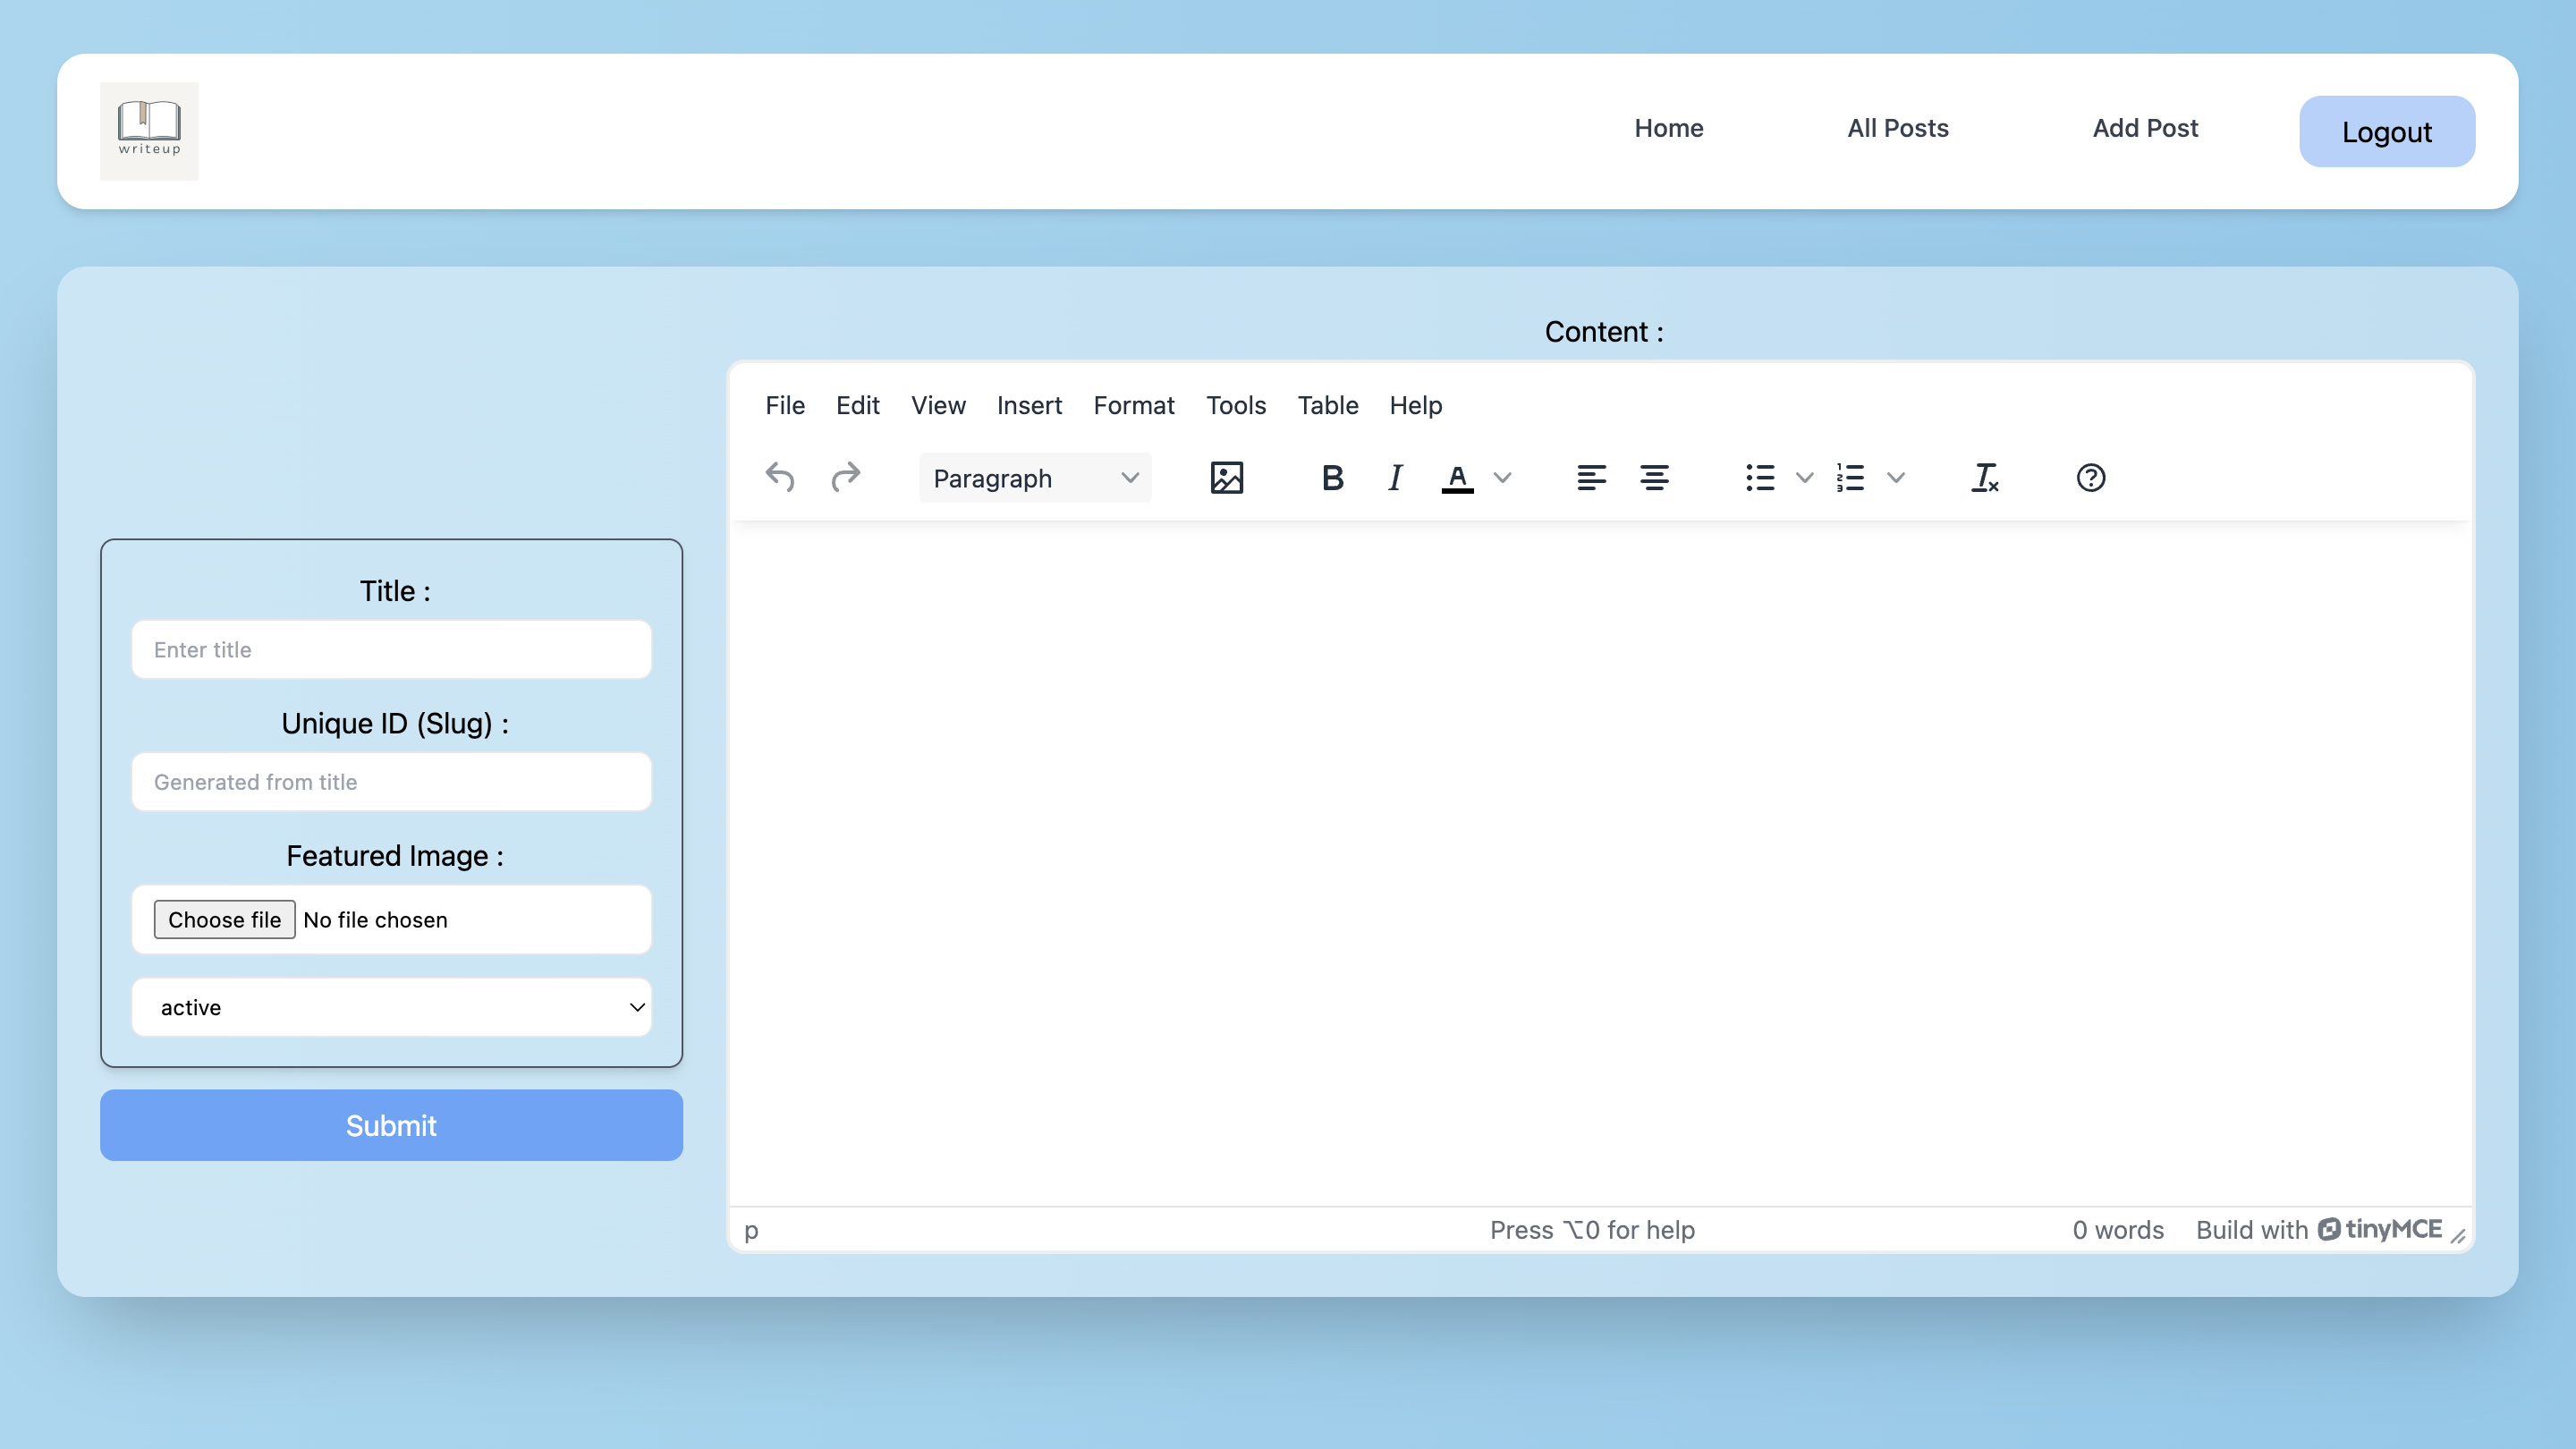 writeup
Home All Posts Add Post Logout
Content :
File Edit View Insert Format Tools Table Help
Paragraph
Title :
Enter title
Unique ID (Slug) :
Generated from title
Featured Image :
Choose file No file chosen
active
Submit
p Press ⌥0 for help 0 words Build with tinyMCE